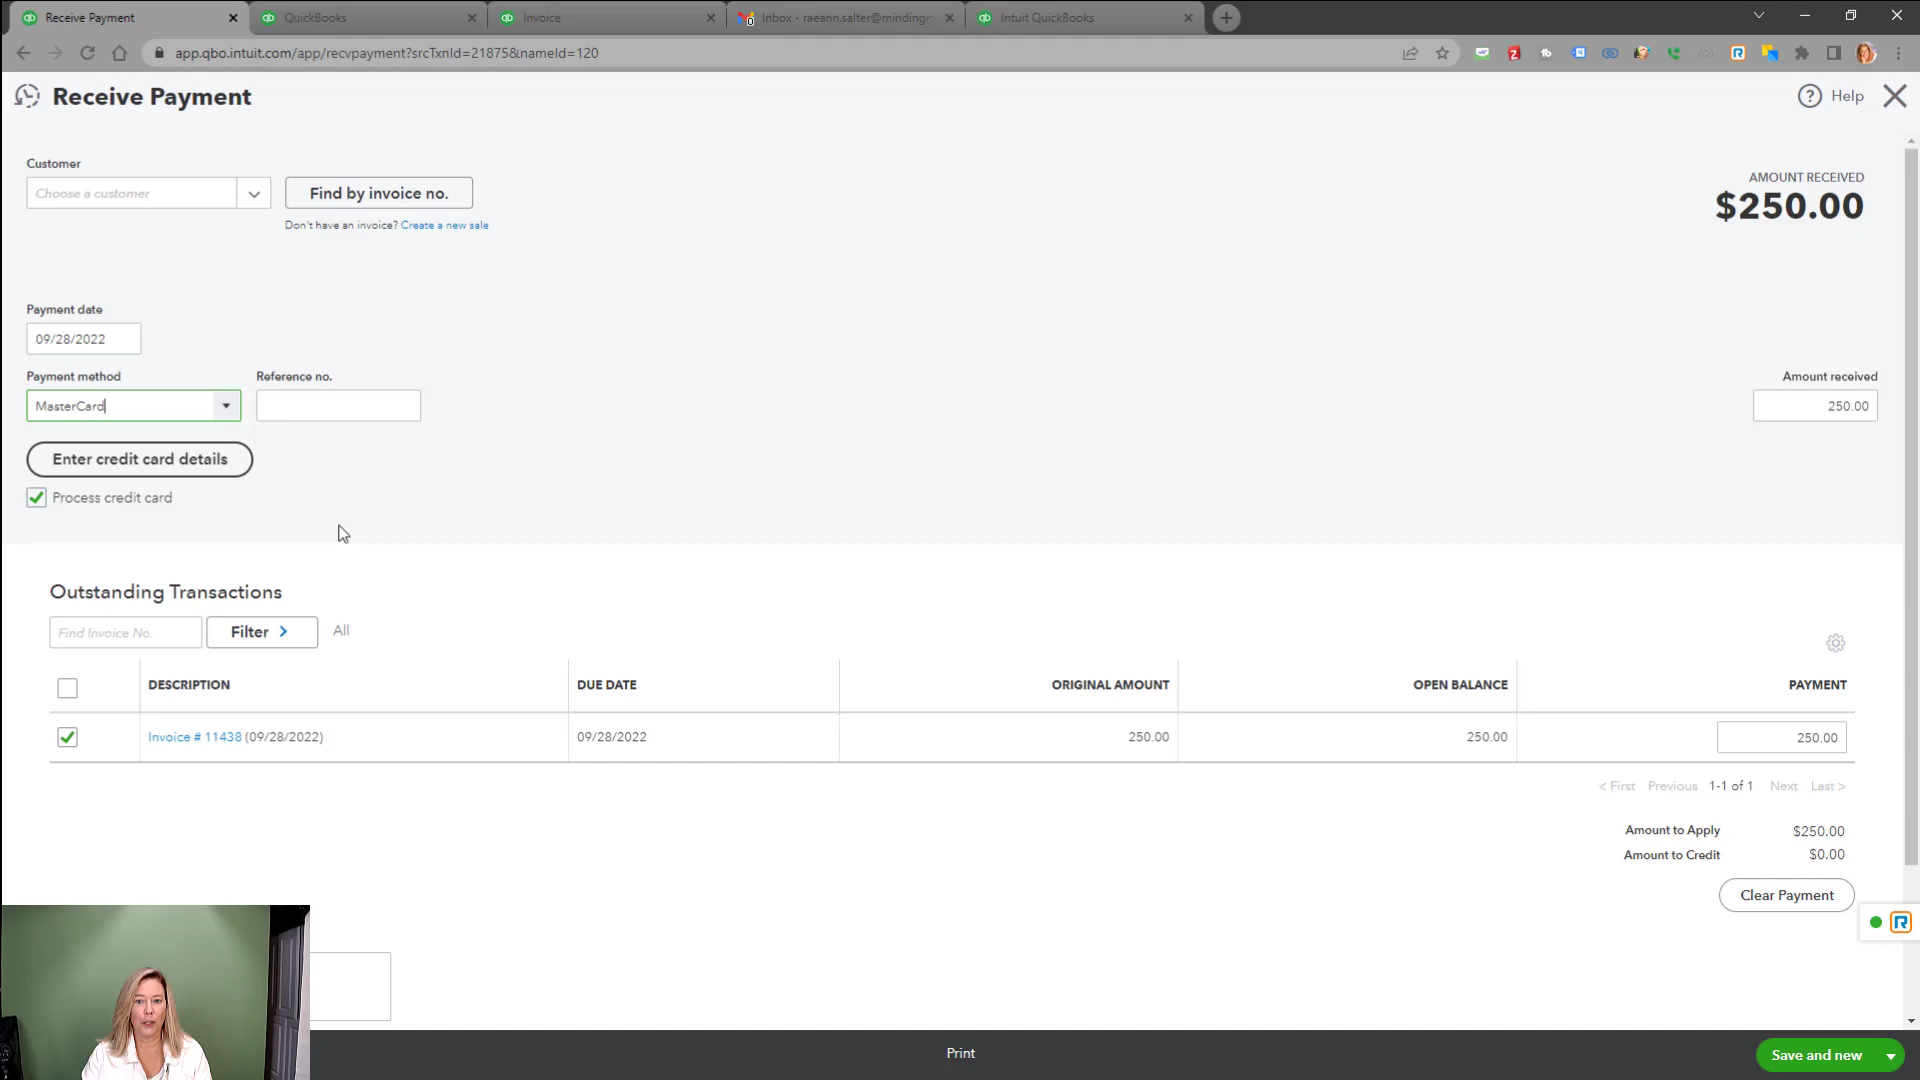 Receive Payment
QuickBooks
Invoice
Inbox - raeann.salter@minding
Intuit QuickBooks
app.qbo.intuit.com/app/recvpayment?srcTxnId=21875&nameId=120
Receive Payment
Help
Customer
Choose a customer
Find by invoice no.
Don't have an invoice? Create a new sale
AMOUNT RECEIVED
$250.00
Payment date
09/28/2022
Payment method
Reference no.
Amount received
MasterCard
250.00
Enter credit card details
Process credit card
Outstanding Transactions
Find Invoice No.
Filter >
All
DESCRIPTION
DUE DATE
ORIGINAL AMOUNT
OPEN BALANCE
PAYMENT
Invoice # 11438 (09/28/2022)
09/28/2022
250.00
250.00
250.00
< First Previous 1-1 of 1 Next Last >
Amount to Apply $250.00
Amount to Credit $0.00
Clear Payment
Print
Save and new